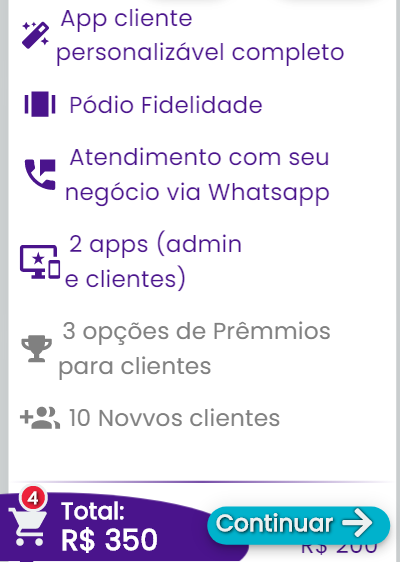 App cliente
personalizável completo
Pódio Fidelidade
Atendimento com seu
negócio via Whatsapp
2 apps (admin
e clientes)
3 opções de Prêmmios
para clientes
10 Novvos clientes
4
Total:
R$ 350
Continuar
R$ 200